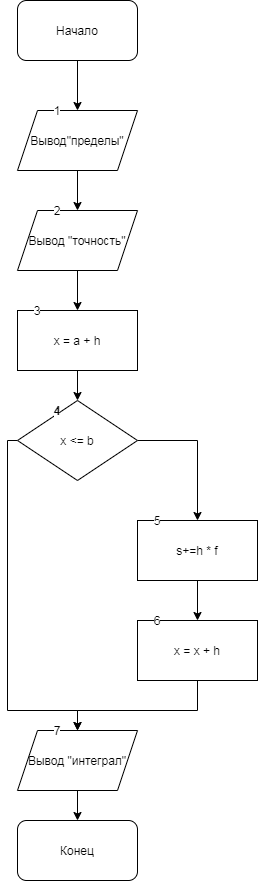 Начало
1
Вывод"пределы"
2
Вывод "точность"
3
x = a + h
4
x <= b
5
s+=h * f
6
x = x + h
7
Вывод "интеграл"
Конец